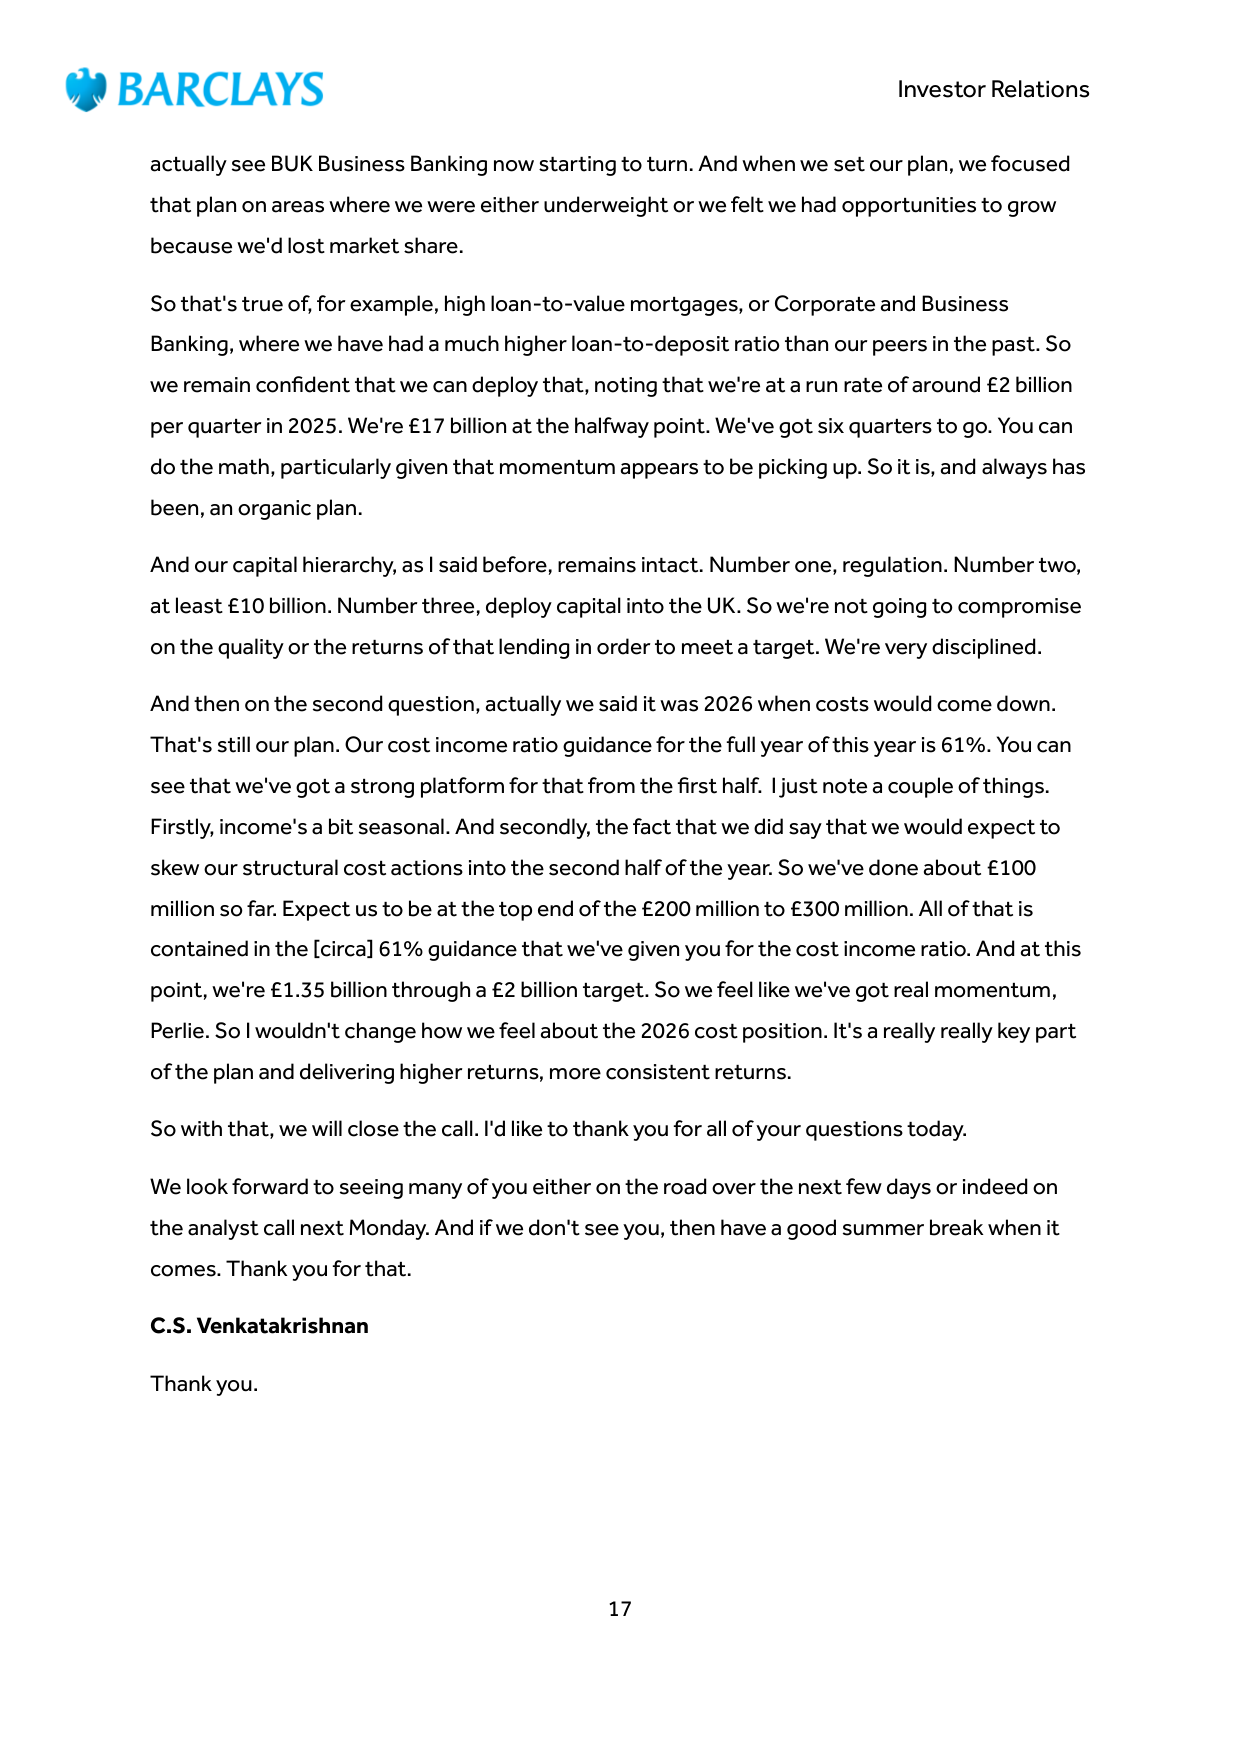 BARCLAYS
Investor Relations
actually see BUK Business Banking now starting to turn. And when we set our plan, we focused
that plan on areas where we were either underweight or we felt we had opportunities to grow
because we'd lost market share.
So that's true of, for example, high loan-to-value mortgages, or Corporate and Business
Banking, where we have had a much higher loan-to-deposit ratio than our peers in the past. So
we remain confident that we can deploy that, noting that we're at a run rate of around £2 billion
per quarter in 2025. We're £17 billion at the halfway point. We've got six quarters to go. You can
do the math, particularly given that momentum appears to be picking up. So it is, and always has
been, an organic plan.
And our capital hierarchy, as I said before, remains intact. Number one, regulation. Number two,
at least £10 billion. Number three, deploy capital into the UK. So we're not going to compromise
on the quality or the returns of that lending in order to meet a target. We're very disciplined.
And then on the second question, actually we said it was 2026 when costs would come down.
That's still our plan. Our cost income ratio guidance for the full year of this year is 61%. You can
see that we've got a strong platform for that from the first half.  I just note a couple of things.
Firstly, income's a bit seasonal. And secondly, the fact that we did say that we would expect to
skew our structural cost actions into the second half of the year. So we've done about £100
million so far. Expect us to be at the top end of the £200 million to £300 million. All of that is
contained in the [circa] 61% guidance that we've given you for the cost income ratio. And at this
point, we're £1.35 billion through a £2 billion target. So we feel like we've got real momentum,
Perlie. So I wouldn't change how we feel about the 2026 cost position. It's a really really key part
of the plan and delivering higher returns, more consistent returns.
So with that, we will close the call. I'd like to thank you for all of your questions today.
We look forward to seeing many of you either on the road over the next few days or indeed on
the analyst call next Monday. And if we don't see you, then have a good summer break when it
comes. Thank you for that.
C.S. Venkatakrishnan
Thank you.
17